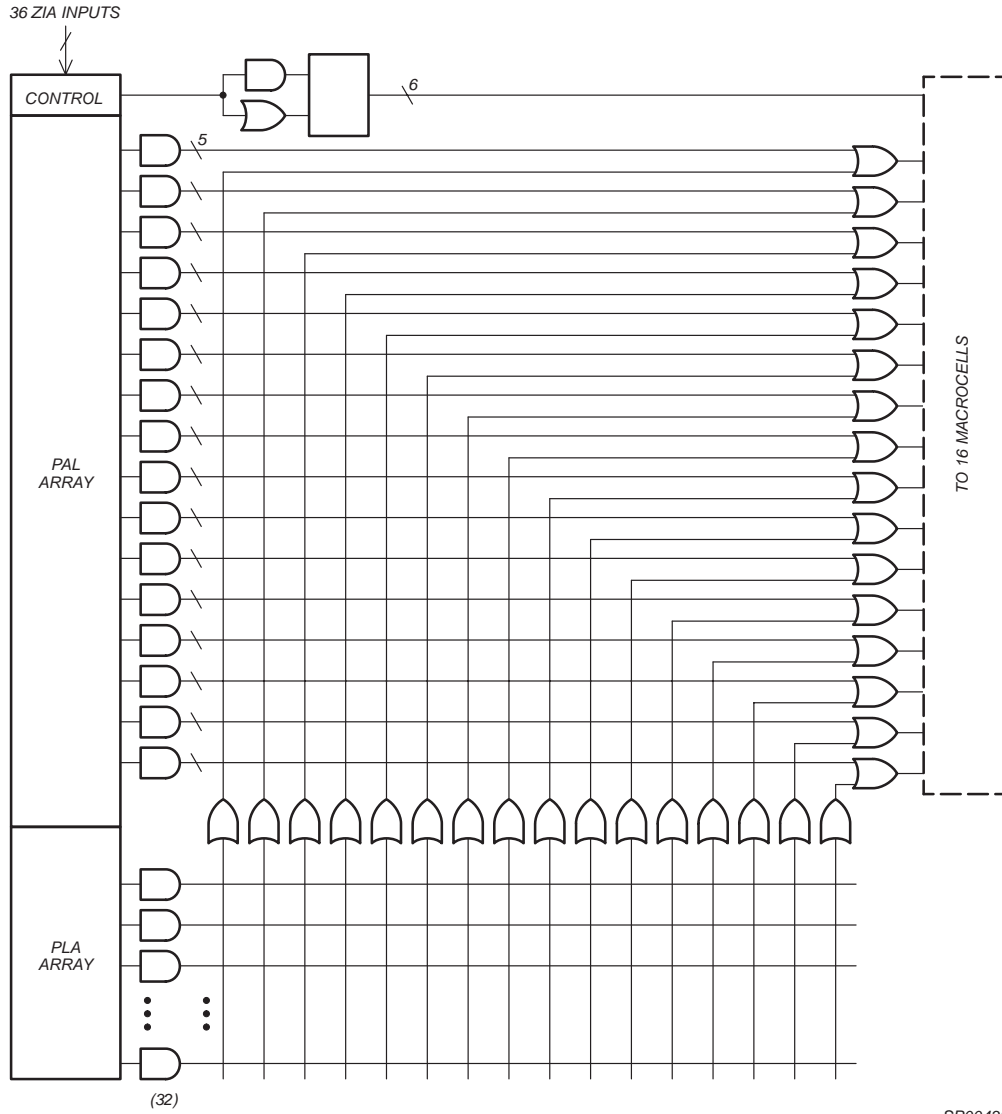 36 ZIA INPUTS
CONTROL
6
5
PAL
ARRAY
TO 16 MACROCELLS
PLA
ARRAY
(32)